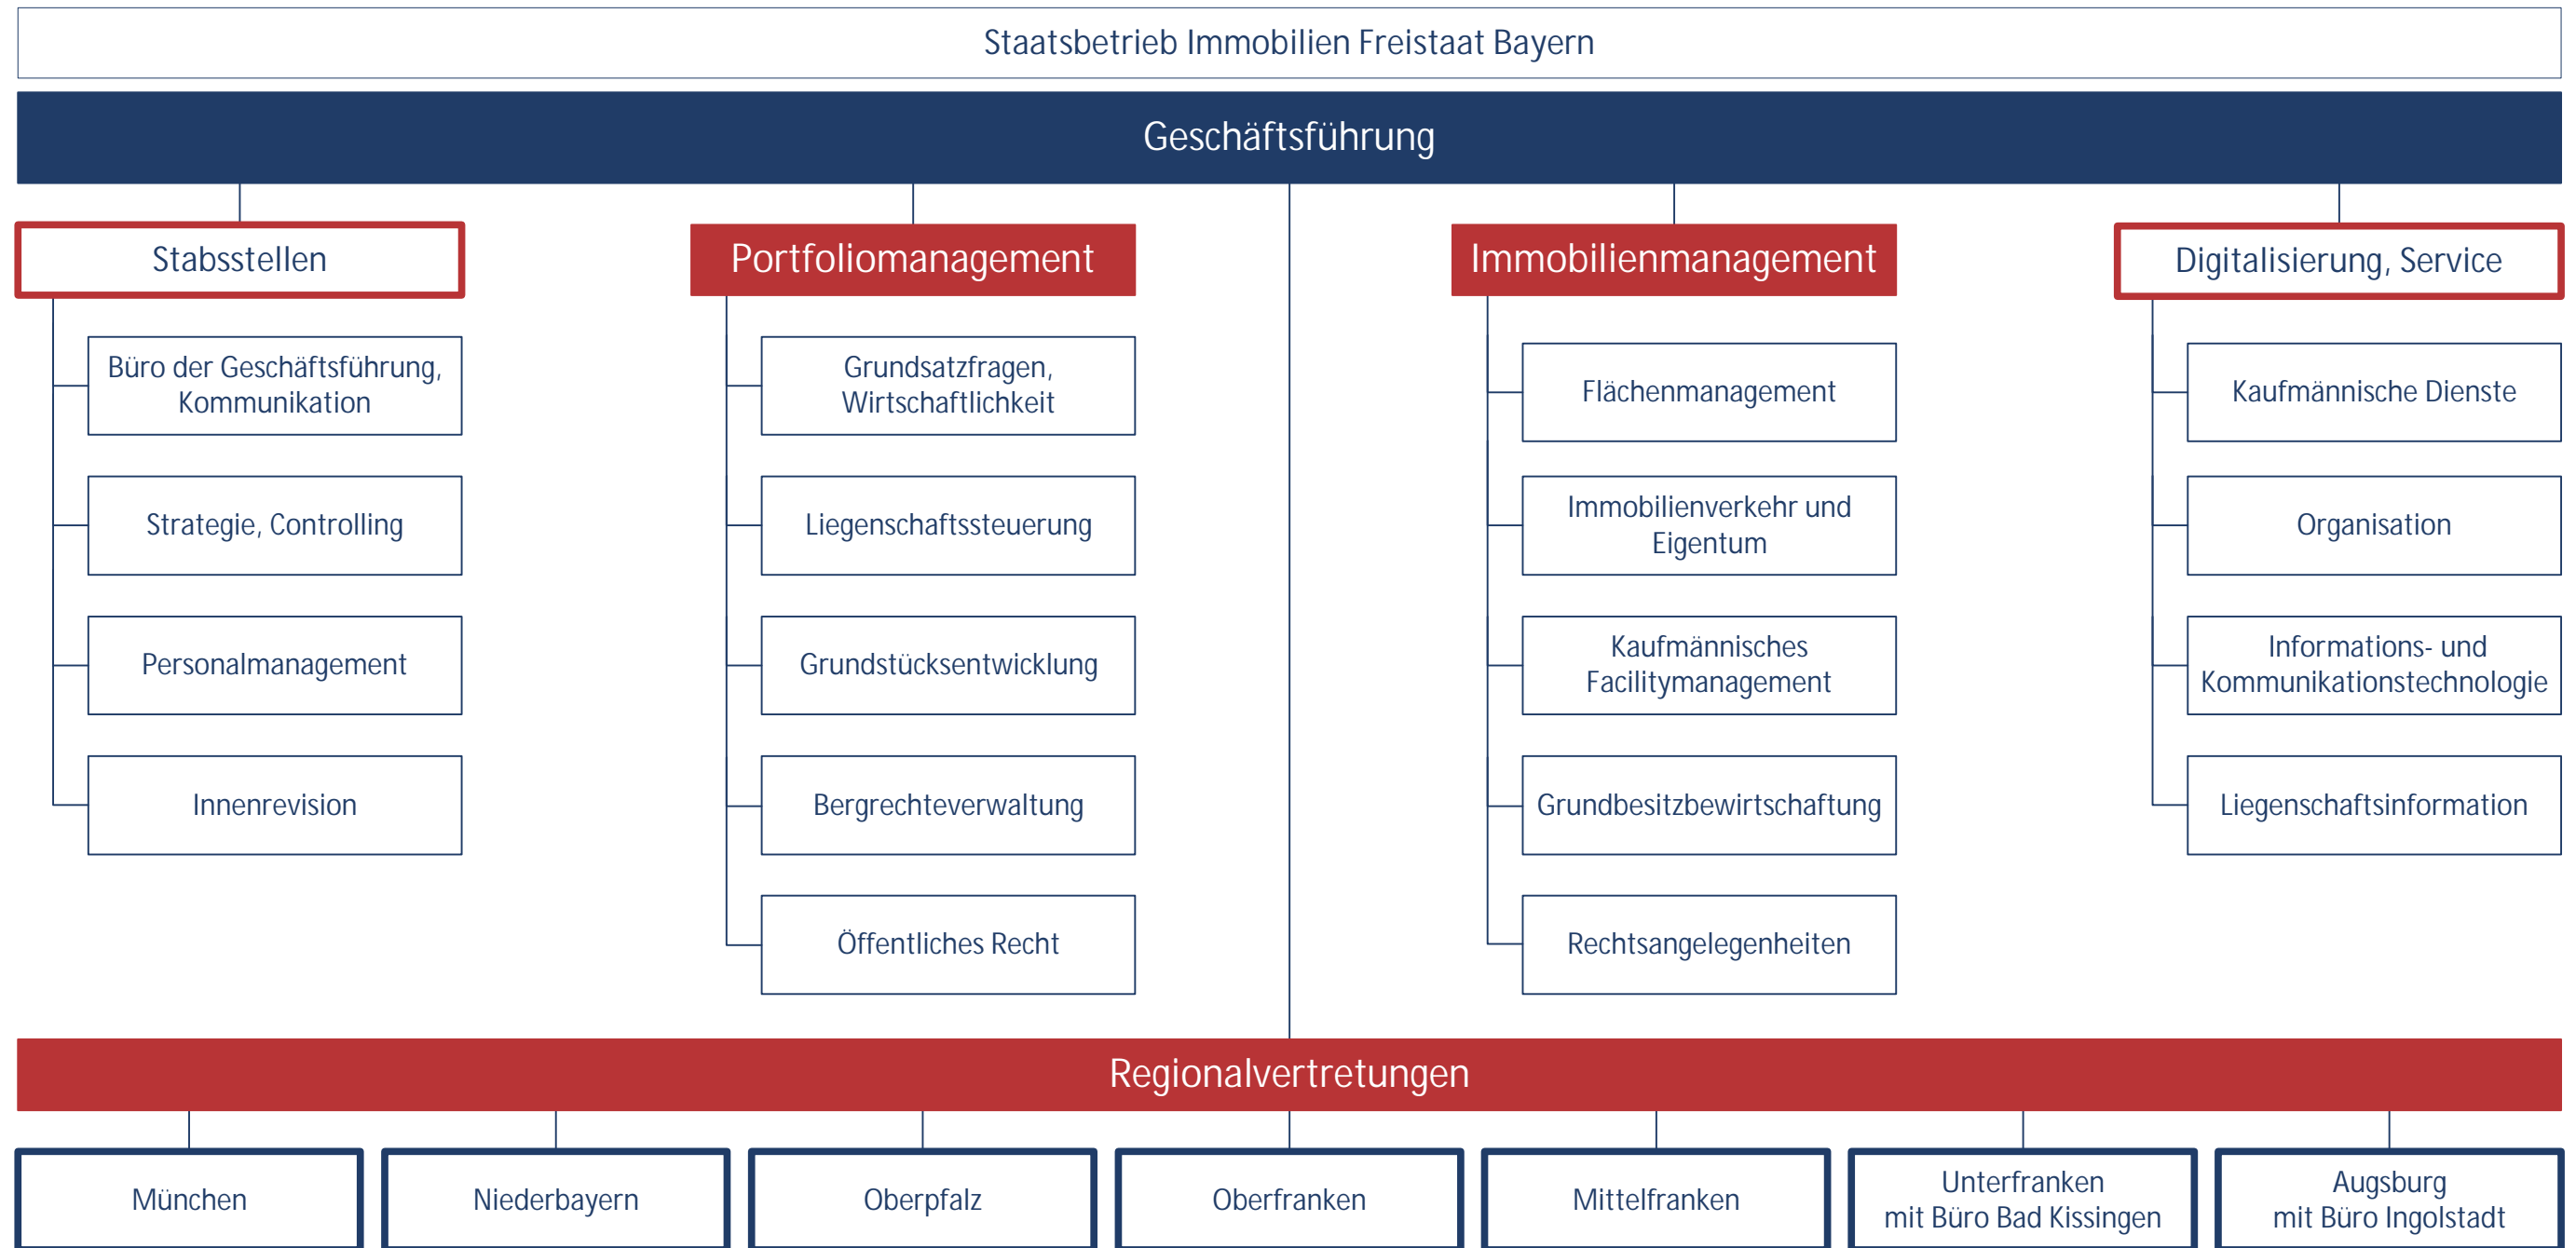 Staatsbetrieb Immobilien Freistaat Bayern
Geschäftsführung
Stabsstellen
Büro der Geschäftsführung,
Kommunikation
Strategie, Controlling
Personalmanagement
Innenrevision
Portfoliomanagement
Grundsatzfragen,
Wirtschaftlichkeit
Liegenschaftssteuerung
Grundstücksentwicklung
Bergrechteverwaltung
Öffentliches Recht
Immobilienmanagement
Flächenmanagement
Immobilienverkehr und
Eigentum
Kaufmännisches
Facilitymanagement
Grundbesitzbewirtschaftung
Rechtsangelegenheiten
Digitalisierung, Service
Kaufmännische Dienste
Organisation
Informations- und
Kommunikationstechnologie
Liegenschaftsinformation
Regionalvertretungen
München
Niederbayern
Oberpfalz
Oberfranken
Mittelfranken
Unterfranken
mit Büro Bad Kissingen
Augsburg
mit Büro Ingolstadt